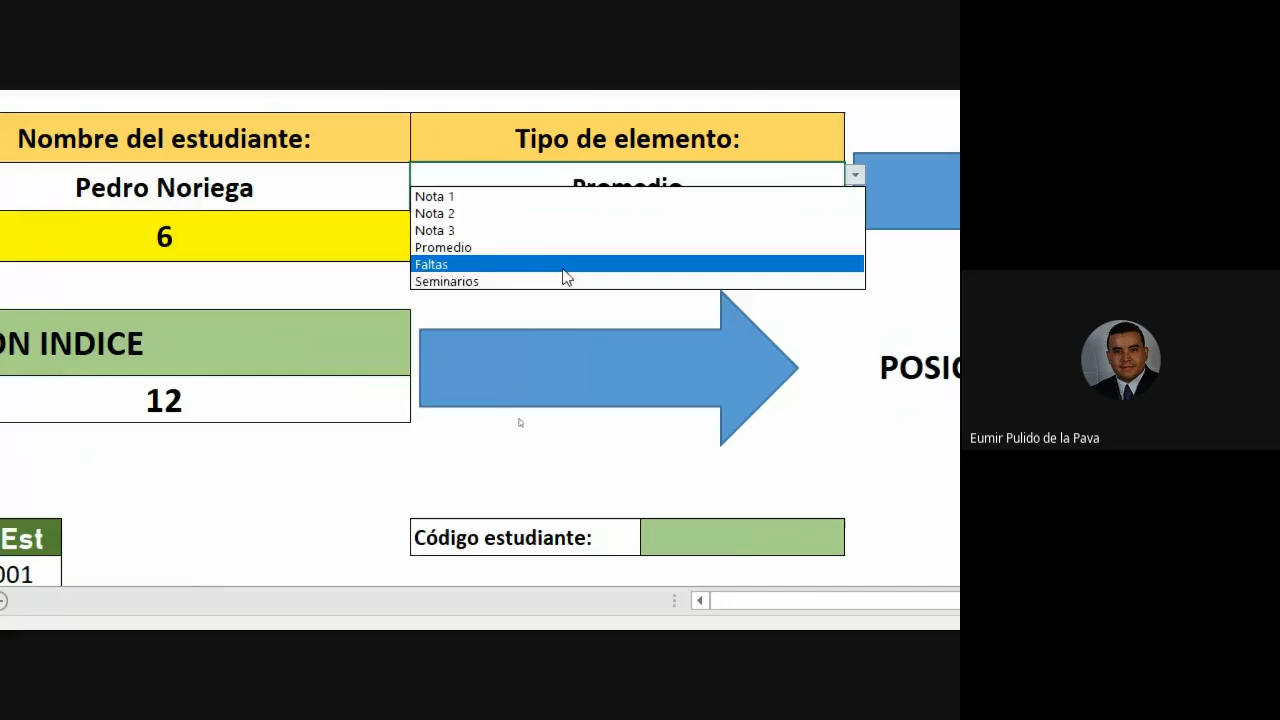 Nombre del estudiante:
Tipo de elemento:
Pedro Noriega
Promedio
6
Nota 1
Nota 2
Nota 3
Promedio
Faltas
Seminarios
ON INDICE
12
POSIC
Eumir Pulido de la Pava
Est
Código estudiante:
001